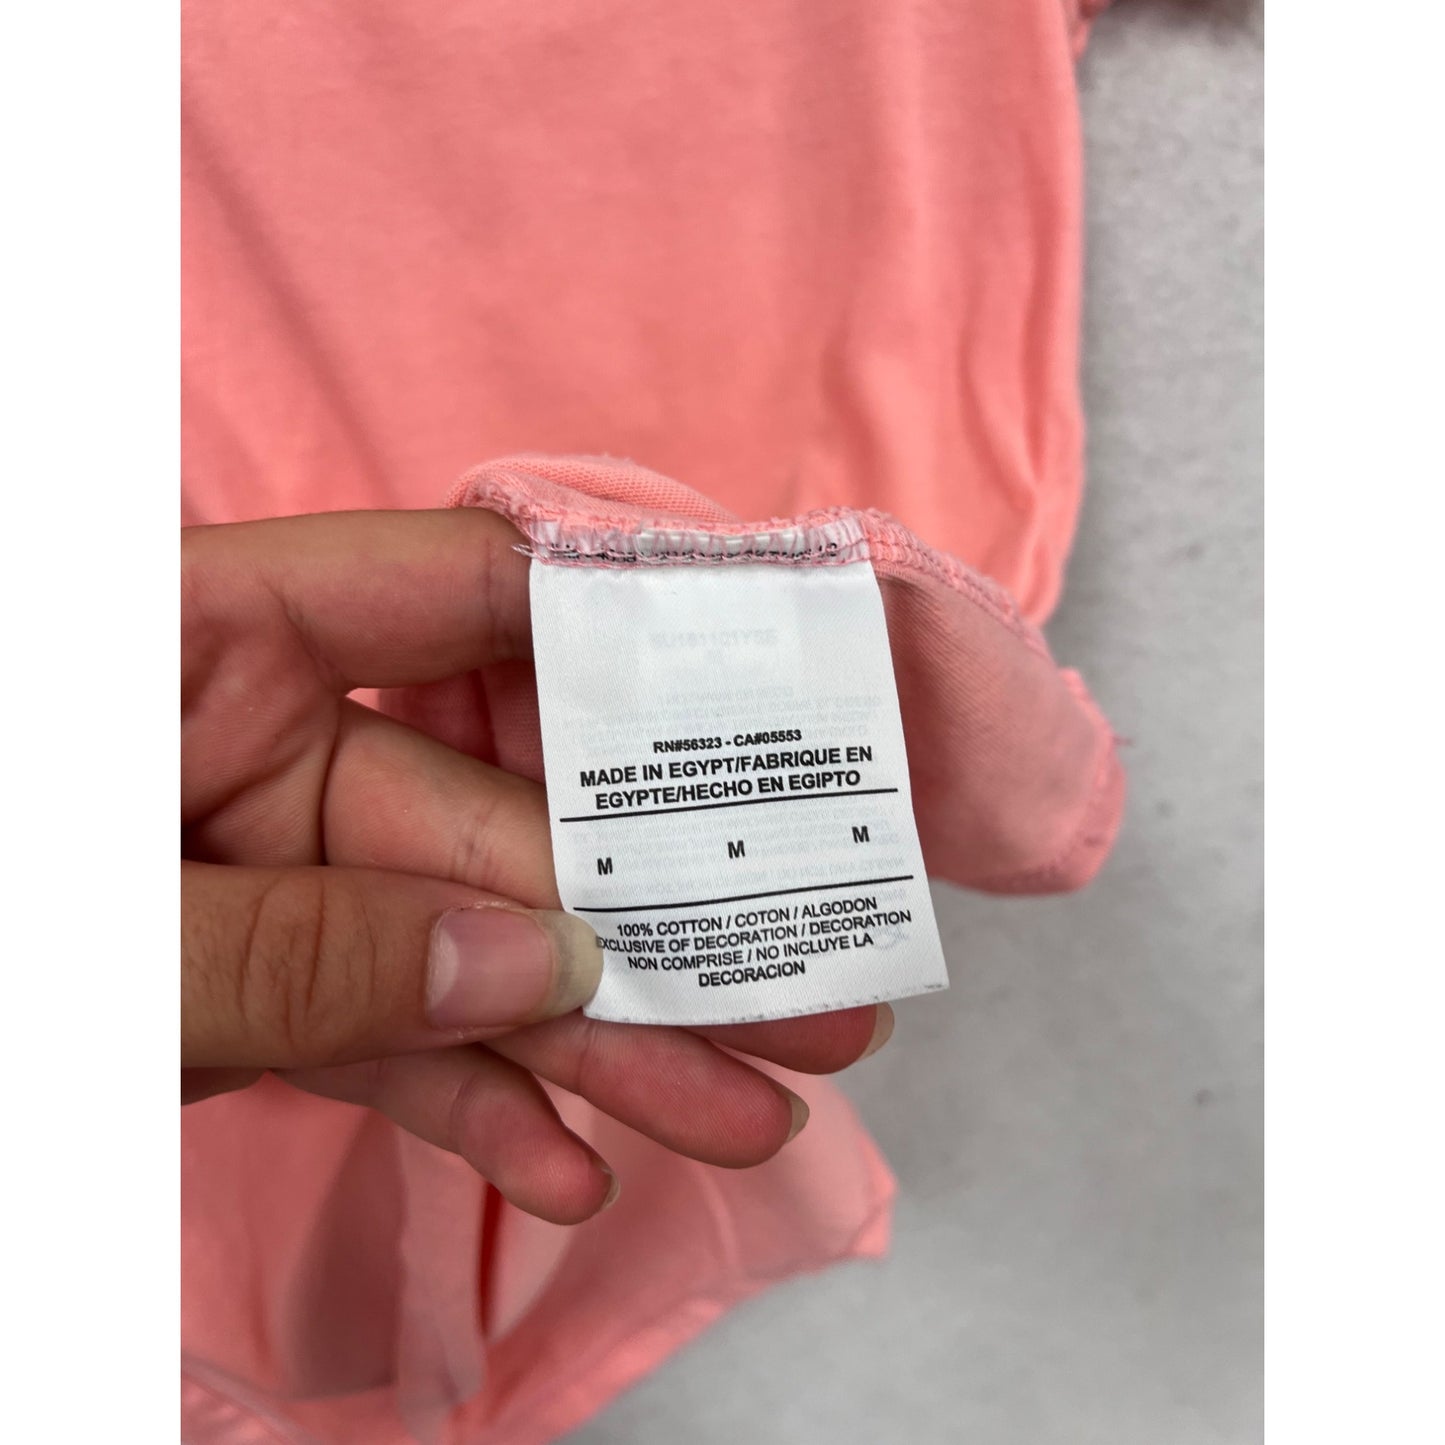 RN#56323 - CA#05553
MADE IN EGYPT/FABRIQUE EN
EGYPTE/HECHO EN EGIPTO
M M M
100% COTTON / COTON / ALGODON
EXCLUSIVE OF DECORATION / DECORATION
NON COMPRISE / NO INCLUYE LA
DECORACION